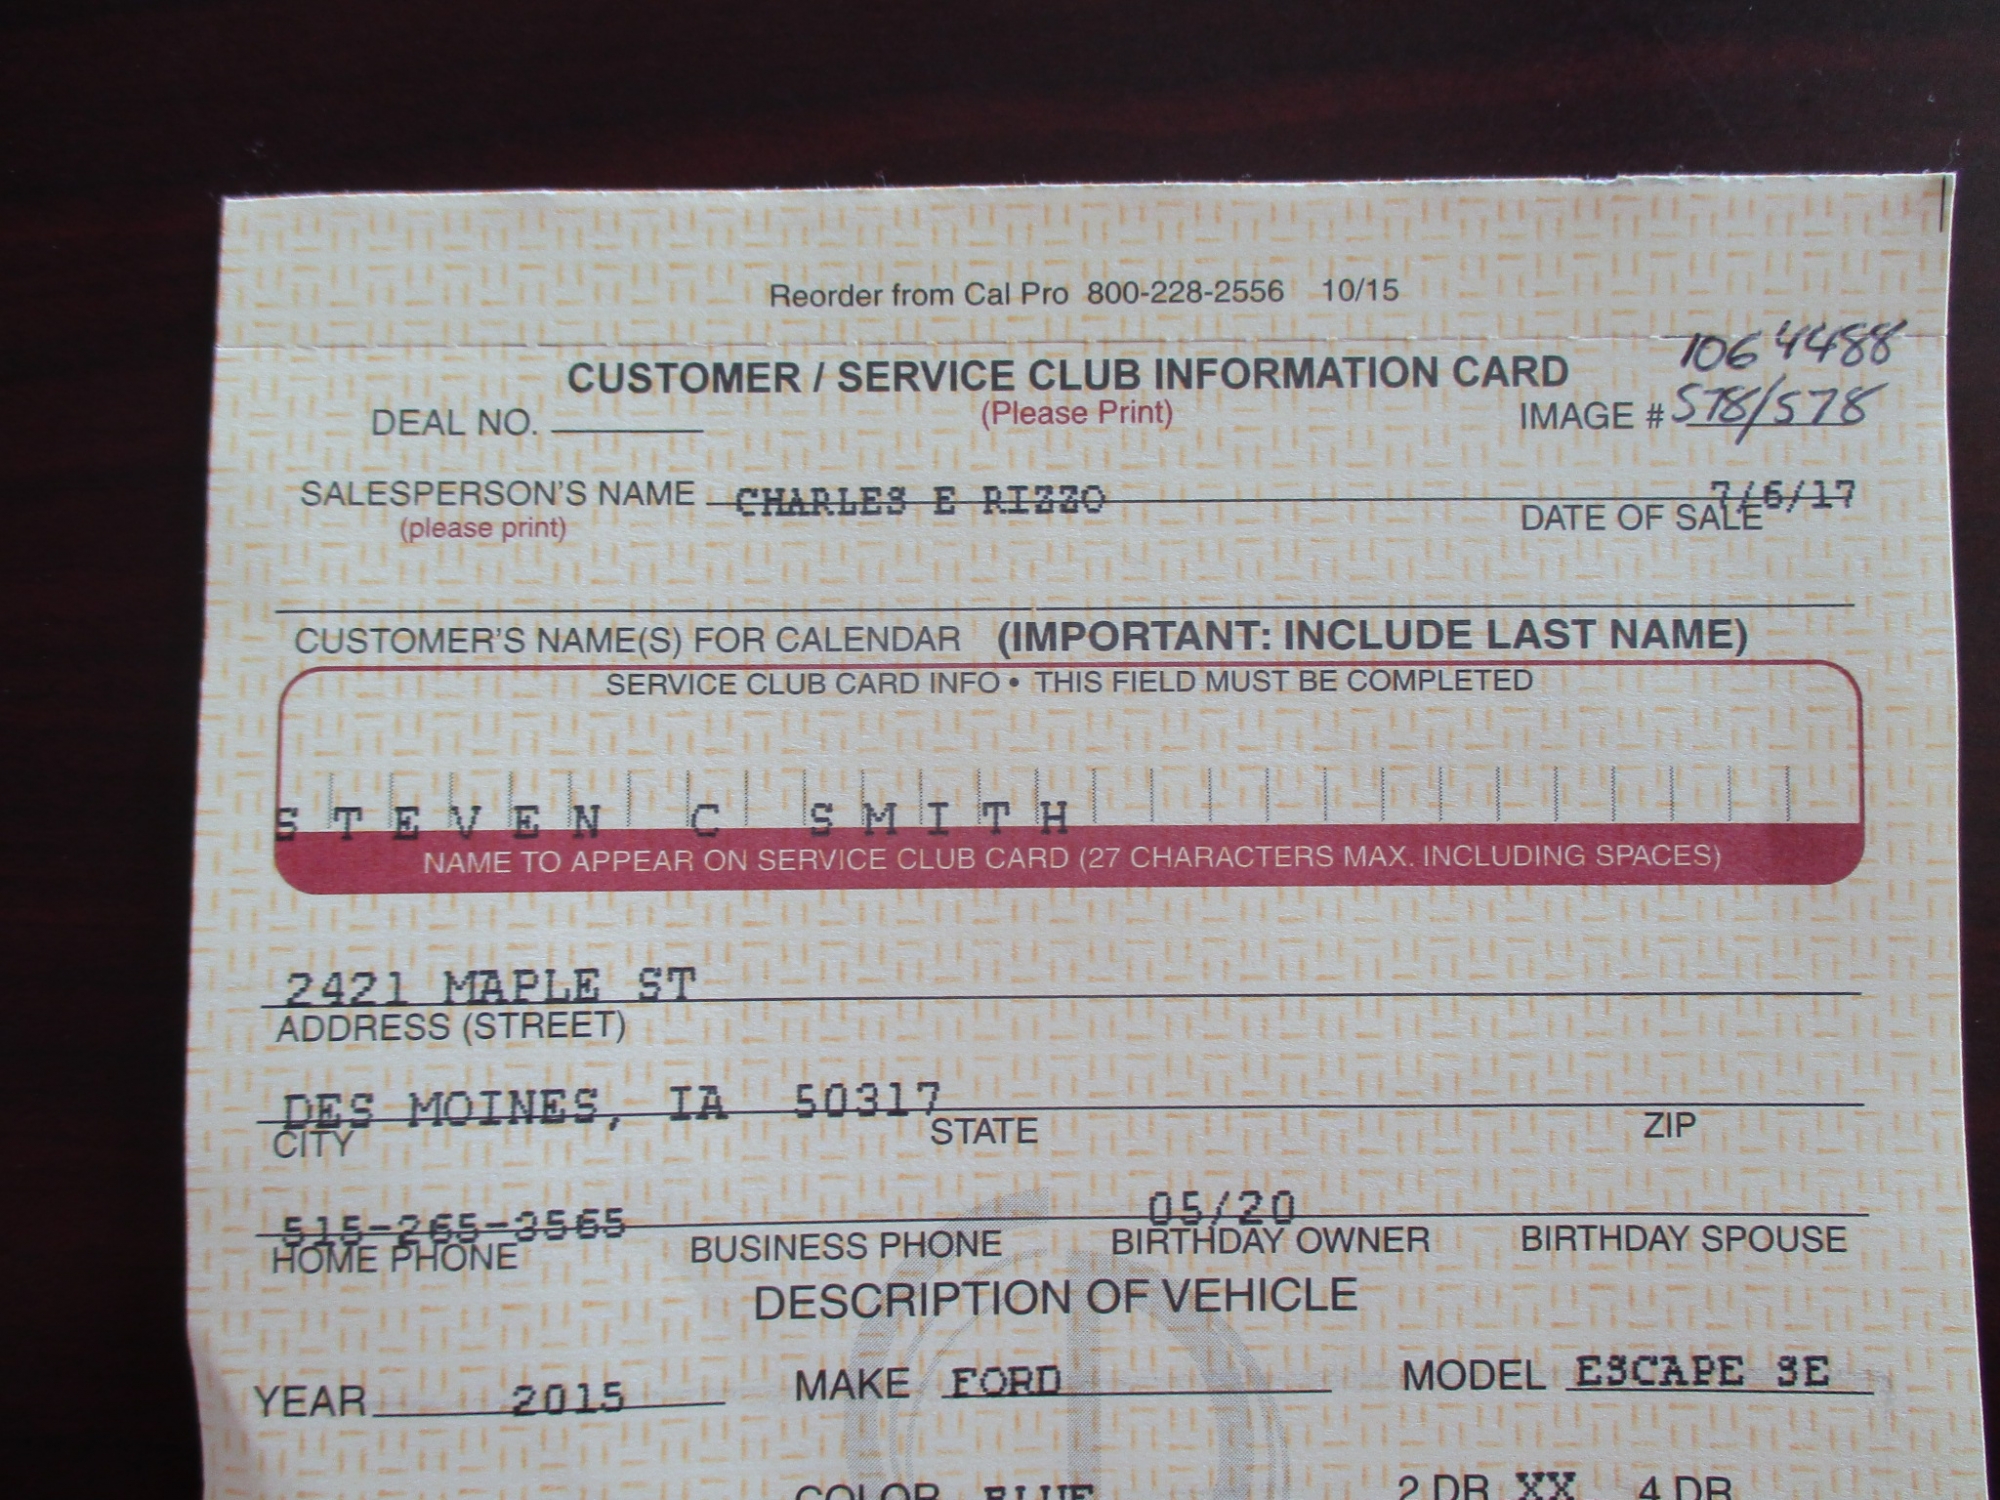 Reorder from Cal Pro 800-228-2556 10/15
1064488
CUSTOMER / SERVICE CLUB INFORMATION CARD
DEAL NO. (Please Print) IMAGE # 578/578
SALESPERSON'S NAME CHARLES E RIZZO 7/6/17
(please print) DATE OF SALE
CUSTOMER'S NAME(S) FOR CALENDAR (IMPORTANT: INCLUDE LAST NAME)
SERVICE CLUB CARD INFO • THIS FIELD MUST BE COMPLETED
STEVEN C SMITH
NAME TO APPEAR ON SERVICE CLUB CARD (27 CHARACTERS MAX. INCLUDING SPACES)
2421 MAPLE ST
ADDRESS (STREET)
DES MOINES, IA 50317
CITY STATE ZIP
515-265-3565 05/20
HOME PHONE BUSINESS PHONE BIRTHDAY OWNER BIRTHDAY SPOUSE
DESCRIPTION OF VEHICLE
YEAR 2015 MAKE FORD MODEL ESCAPE SE
COLOR BLUE 2 DR XX 4 DR